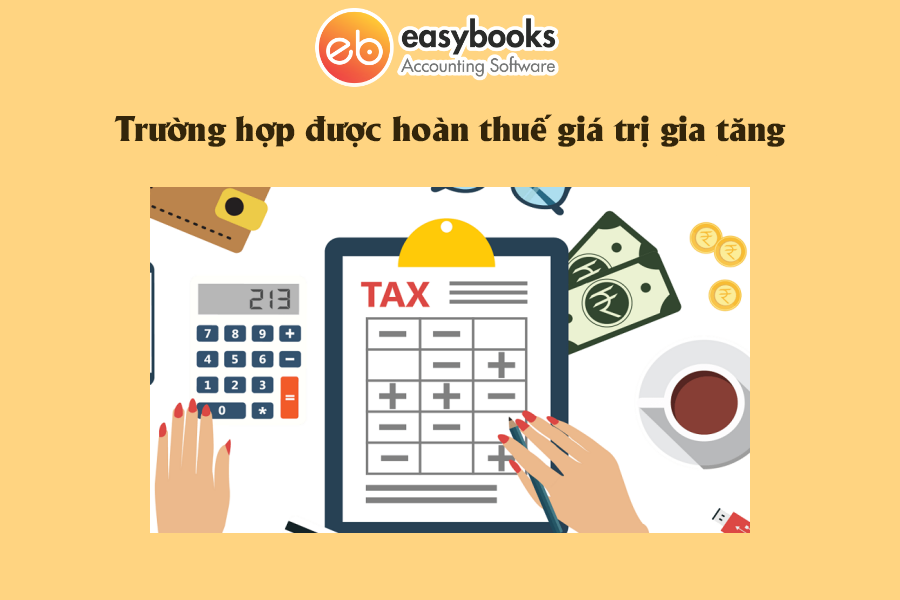 eb easybooks
Accounting Software
Trường hợp được hoàn thuế giá trị gia tăng
213
TAX
7 8 9 +
4 5 6 −
1 2 3 =
0 *